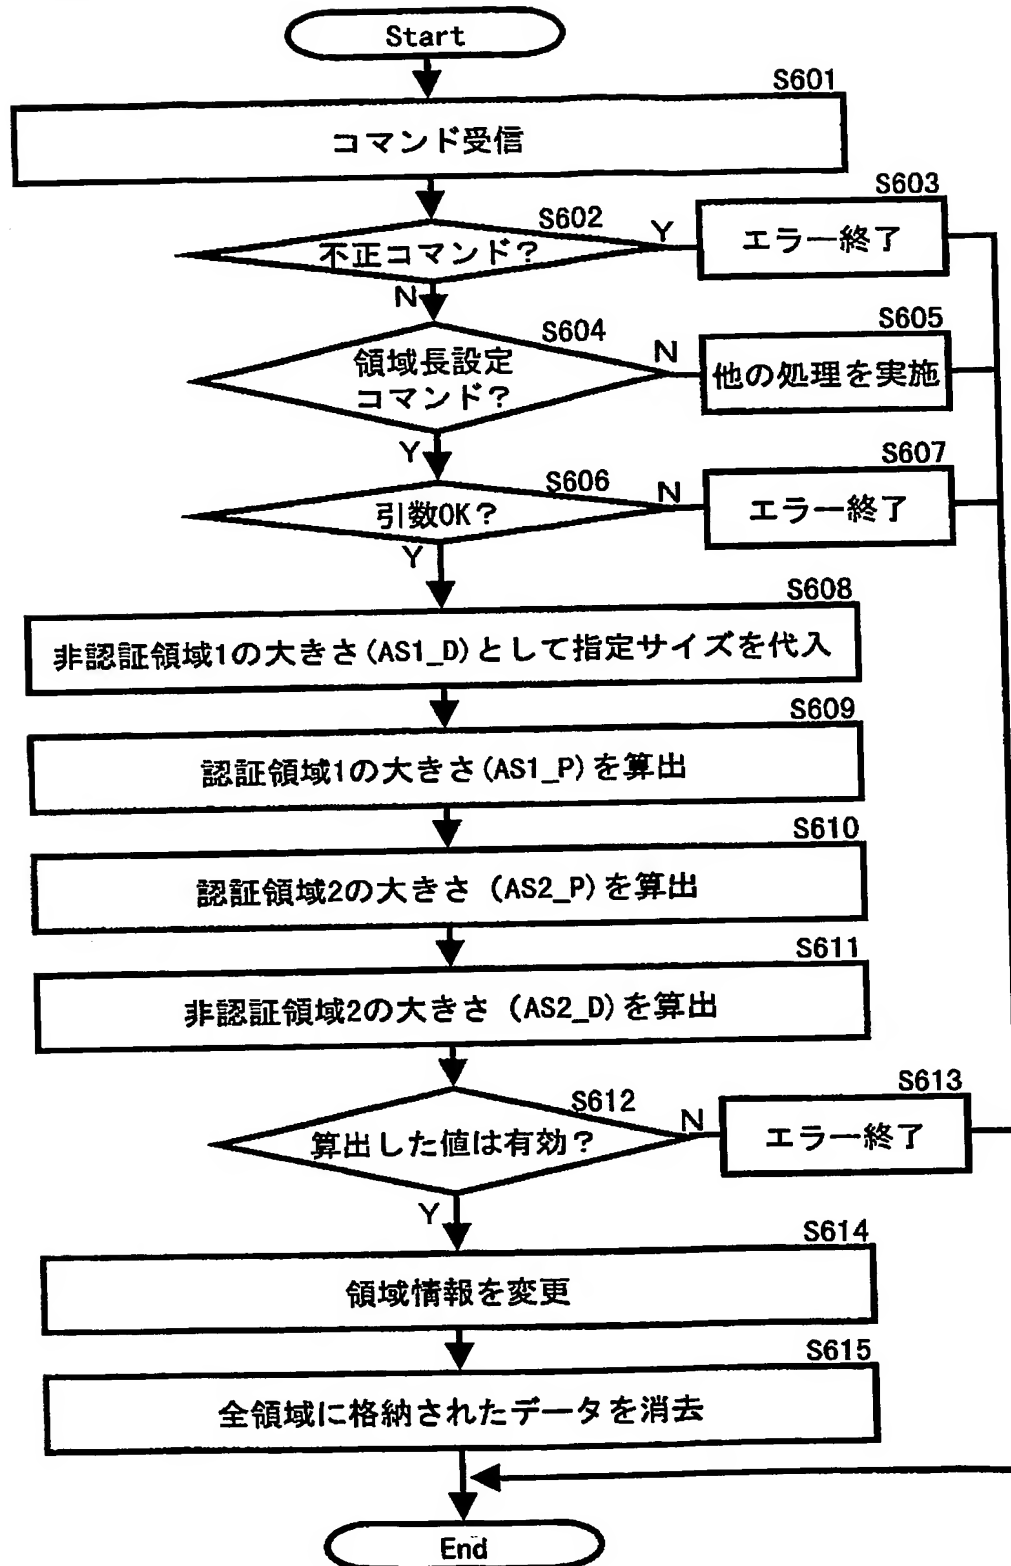 Start
S601
コマンド受信
S602
不正コマンド?
Y
N
S603
エラー終了
S604
領域長設定
コマンド?
N
Y
S605
他の処理を実施
S606
引数OK?
N
Y
S607
エラー終了
S608
非認証領域1の大きさ(AS1_D)として指定サイズを代入
S609
認証領域1の大きさ(AS1_P)を算出
S610
認証領域2の大きさ (AS2_P)を算出
S611
非認証領域2の大きさ (AS2_D)を算出
S612
算出した値は有効?
N
Y
S613
エラー終了
S614
領域情報を変更
S615
全領域に格納されたデータを消去
End